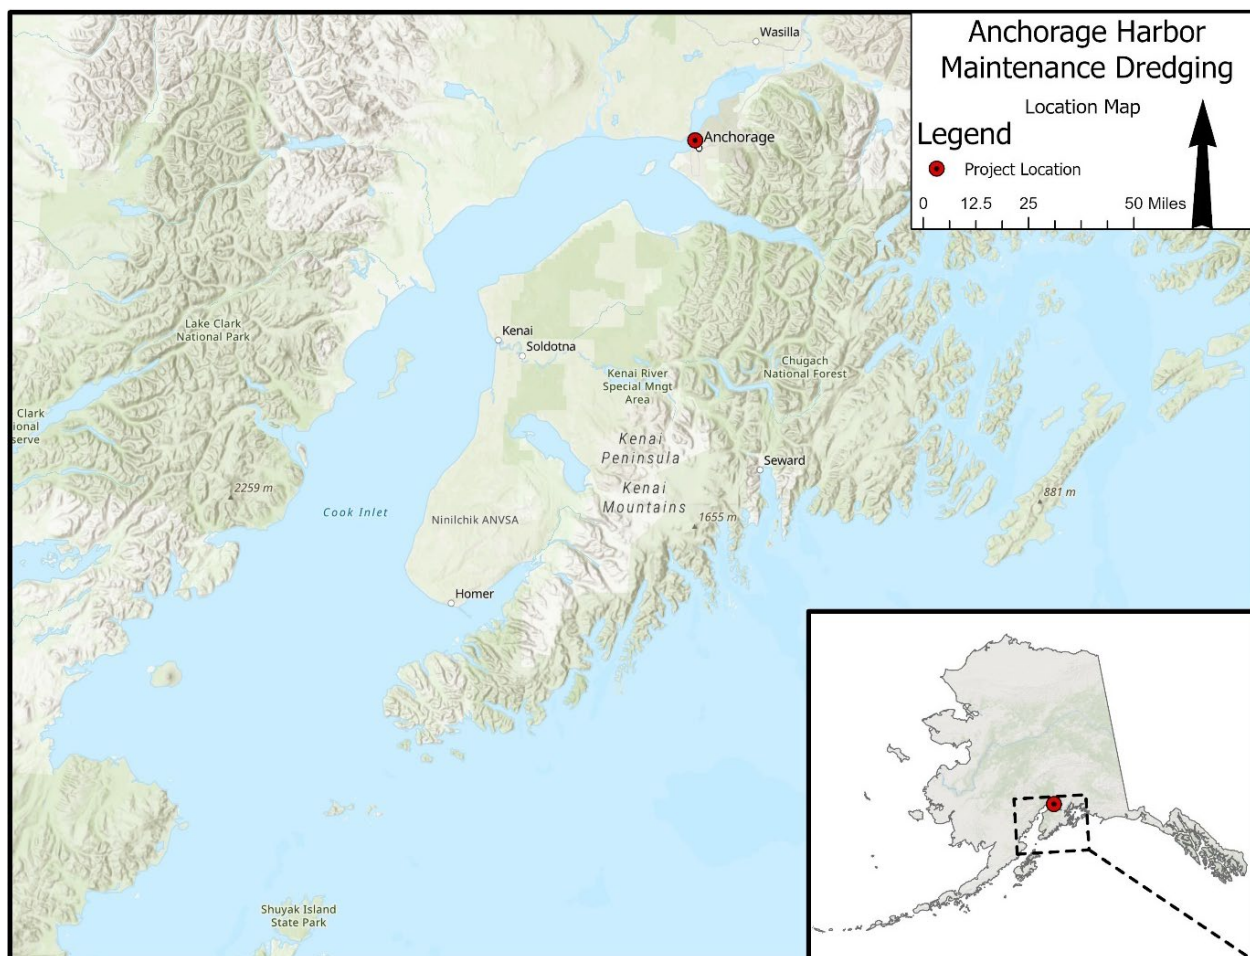 Anchorage Harbor
Maintenance Dredging
Location Map
Legend
Project Location
0 12.5 25 50 Miles
Wasilla
Anchorage
Lake Clark
National Park
Kenai
Soldotna
Kenai River
Special Mngt
Area
Chugach
National Forest
Clark
ional
serve
Kenai
Peninsula
Kenai
Mountains
Seward
2259 m
881 m
Cook Inlet
Ninilchik ANVSA
1655 m
Homer
Shuyak Island
State Park